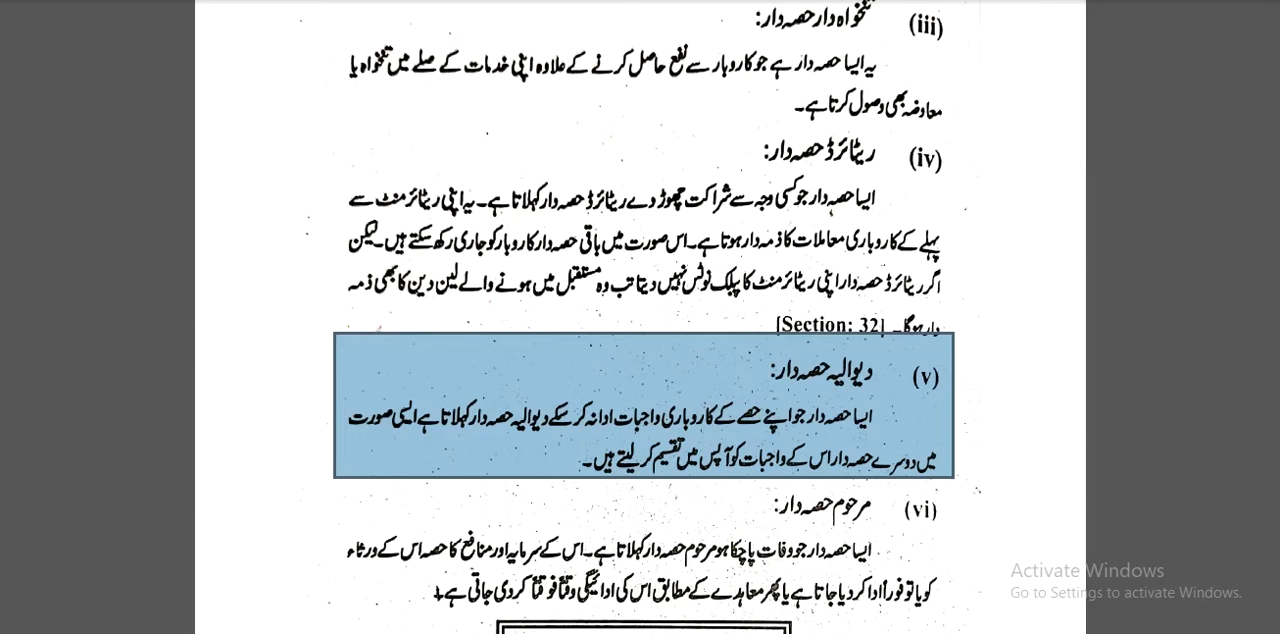 (iii) تنخواہ دار حصہ دار:
یہ ایسا حصہ دار ہے جو کاروبار سے نفع حاصل کرنے کے علاوہ اپنی خدمات کے صلے میں تنخواہ یا
معاوضہ بھی وصول کرتا ہے۔
(iv) ریٹائرڈ حصہ دار:
ایسا حصہ دار جو کسی وجہ سے شراکت چھوڑ دے ریٹائرڈ حصہ دار کہلاتا ہے۔ یہ اپنی ریٹائرمنٹ سے
پہلے کے کاروباری معاملات کا ذمہ دار ہوتا ہے۔ اس صورت میں باقی حصہ دار کاروبار کو جاری رکھ سکتے ہیں۔ لیکن
اگر ریٹائرڈ حصہ دار اپنی ریٹائرمنٹ کا پبلک نوٹس نہیں دیتا تب وہ مستقبل میں ہونے والے لین دین کا بھی ذمہ
دار ہوگا۔ [Section: 32]
(v) دیوالیہ حصہ دار:
ایسا حصہ دار جو اپنے حصے کے کاروباری واجبات ادا نہ کر سکے دیوالیہ حصہ دار کہلاتا ہے ایسی صورت
میں دوسرے حصہ دار اس کے واجبات کو آپس میں تقسیم کر لیتے ہیں۔
(vi) مرحوم حصہ دار:
ایسا حصہ دار جو وفات پا چکا ہو مرحوم حصہ دار کہلاتا ہے۔ اس کے سرمایہ اور منافع کا حصہ اس کے ورثاء
کو یا تو فوراً ادا کر دیا جاتا ہے یا پھر معاہدے کے مطابق اس کی ادائیگی وقتاً فوقتاً کر دی جاتی ہے۔
Activate Windows
Go to Settings to activate Windows.